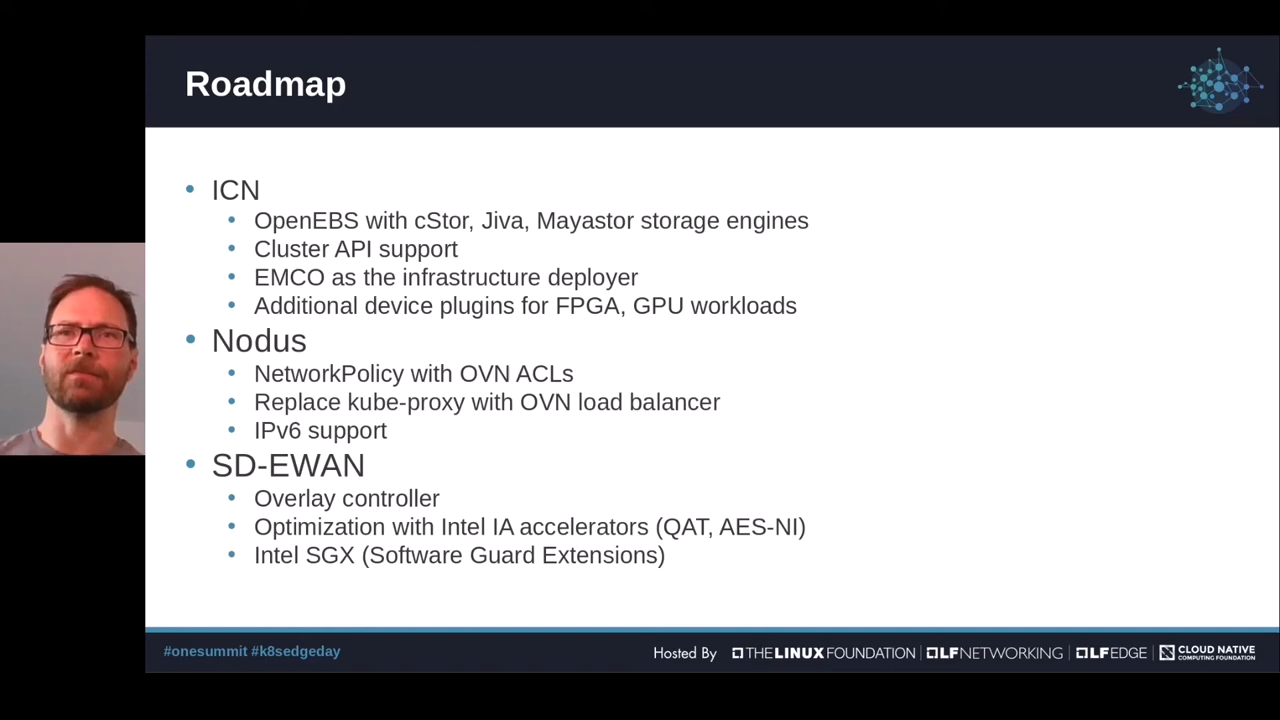 Roadmap
• ICN
• OpenEBS with cStor, Jiva, Mayastor storage engines
• Cluster API support
• EMCO as the infrastructure deployer
• Additional device plugins for FPGA, GPU workloads
• Nodus
• NetworkPolicy with OVN ACLs
• Replace kube-proxy with OVN load balancer
• IPv6 support
• SD-EWAN
• Overlay controller
• Optimization with Intel IA accelerators (QAT, AES-NI)
• Intel SGX (Software Guard Extensions)
#onesummit #k8sedgeday
Hosted By THE LINUX FOUNDATION | LF NETWORKING | LF EDGE | CLOUD NATIVE
COMPUTING FOUNDATION